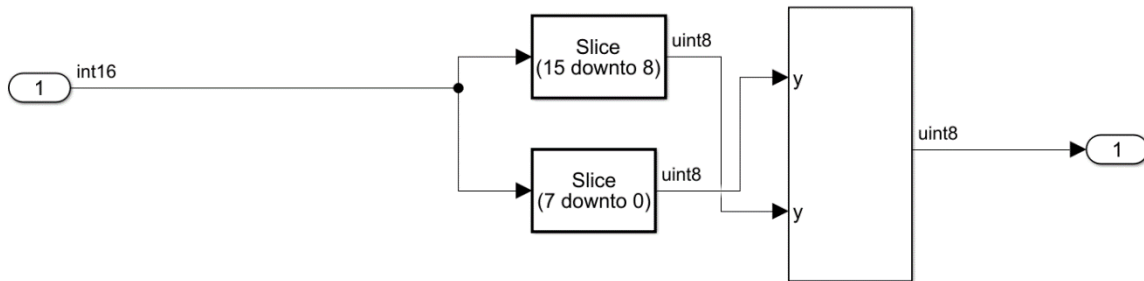 1
int16
Slice
(15 downto 8)
uint8
Slice
(7 downto 0)
uint8
y
y
uint8
1